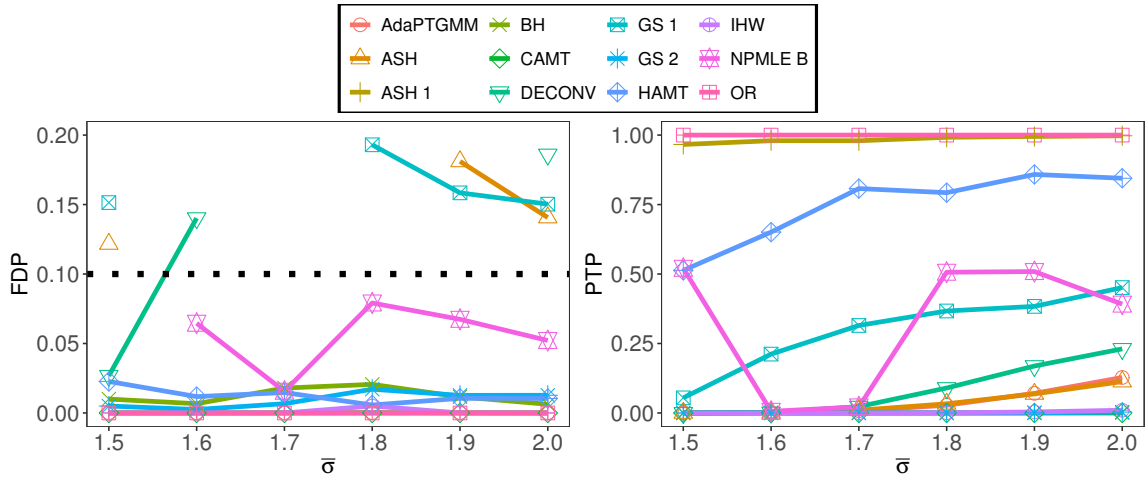 AdaPTGMM BH GS 1 IHW
ASH CAMT GS 2 NPMLE B
ASH 1 DECONV HAMT OR
FDP
0.20
0.15
0.10
0.05
0.00
1.5 1.6 1.7 1.8 1.9 2.0
σ̅
PTP
1.00
0.75
0.50
0.25
0.00
1.5 1.6 1.7 1.8 1.9 2.0
σ̅